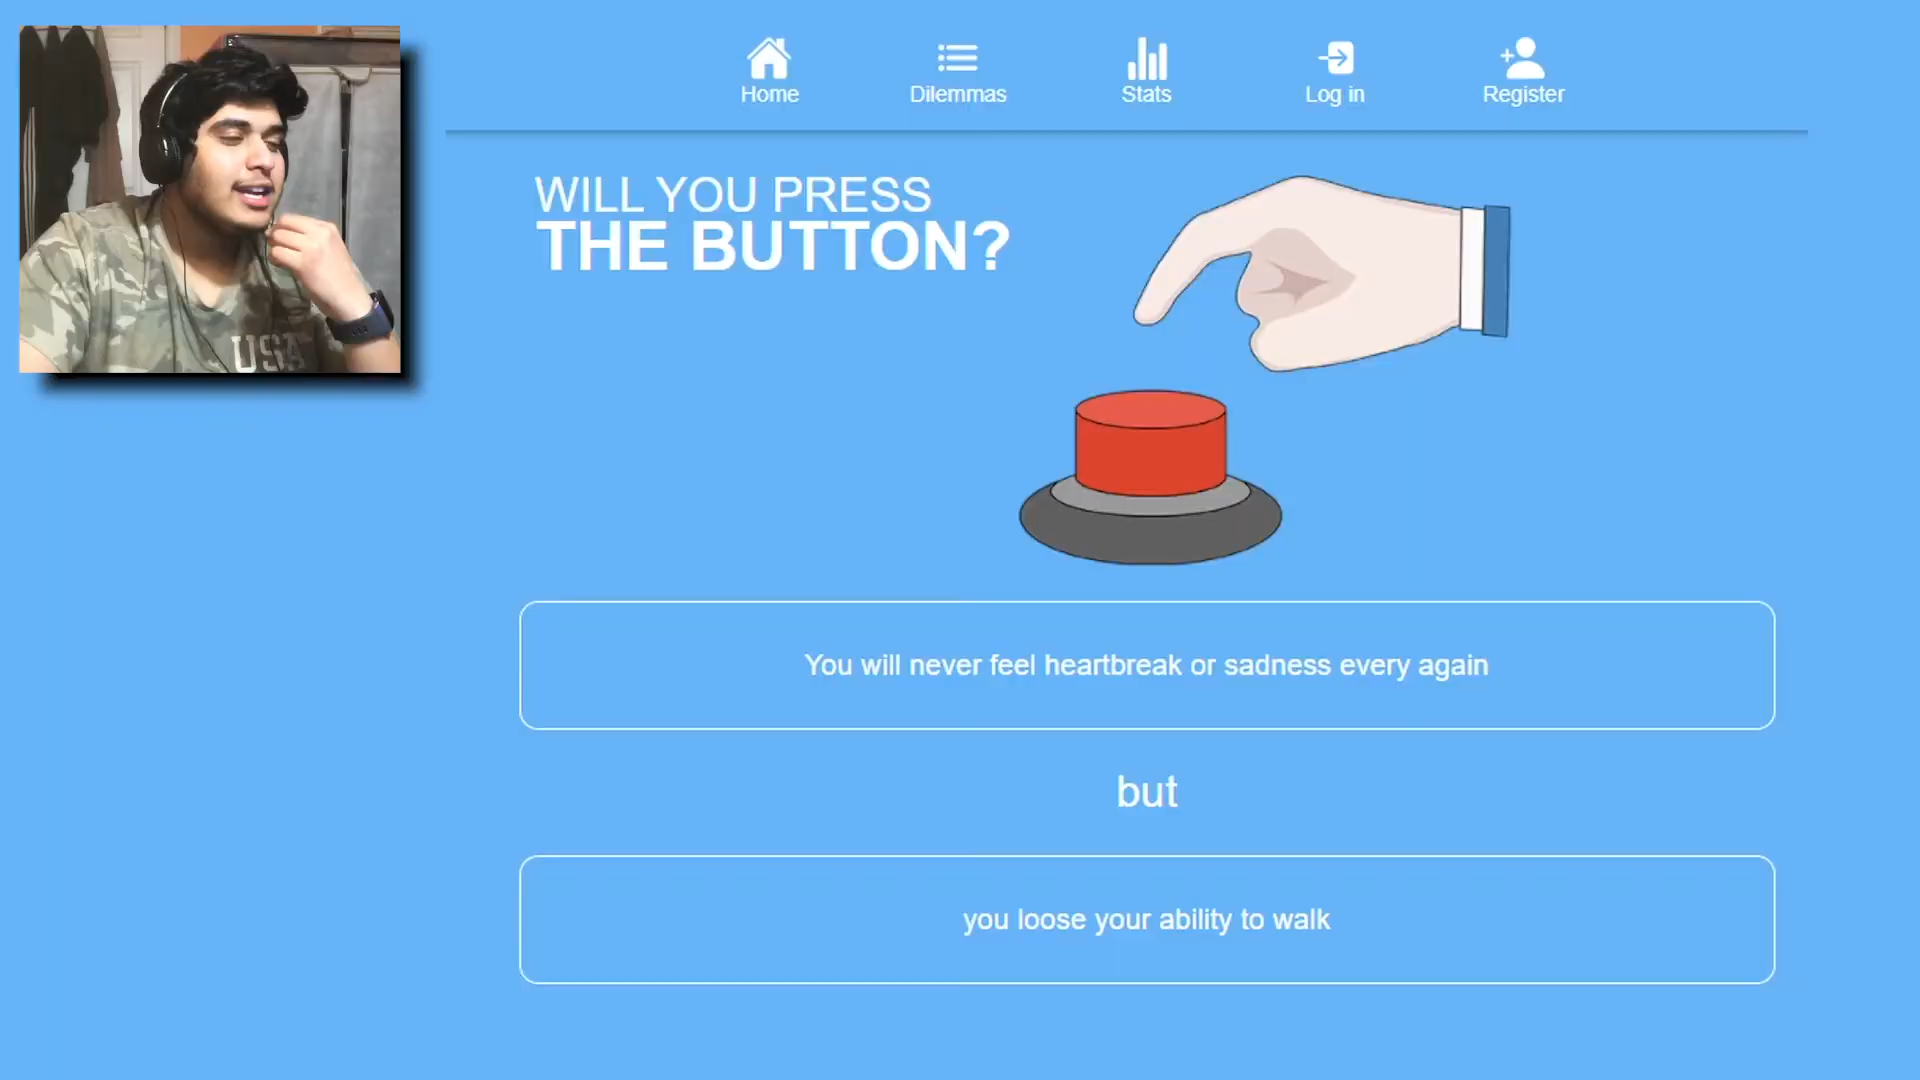 Home
Dilemmas
Stats
Log in
Register
WILL YOU PRESS
THE BUTTON?
USA
You will never feel heartbreak or sadness every again
but
you loose your ability to walk